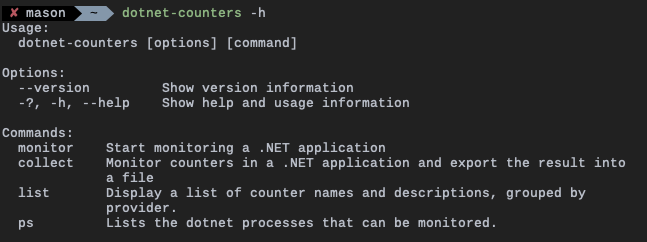 ✘ mason ~ dotnet-counters -h
Usage:
  dotnet-counters [options] [command]

Options:
  --version         Show version information
  -?, -h, --help    Show help and usage information

Commands:
  monitor    Start monitoring a .NET application
  collect    Monitor counters in a .NET application and export the result into
             a file
  list       Display a list of counter names and descriptions, grouped by
             provider.
  ps         Lists the dotnet processes that can be monitored.